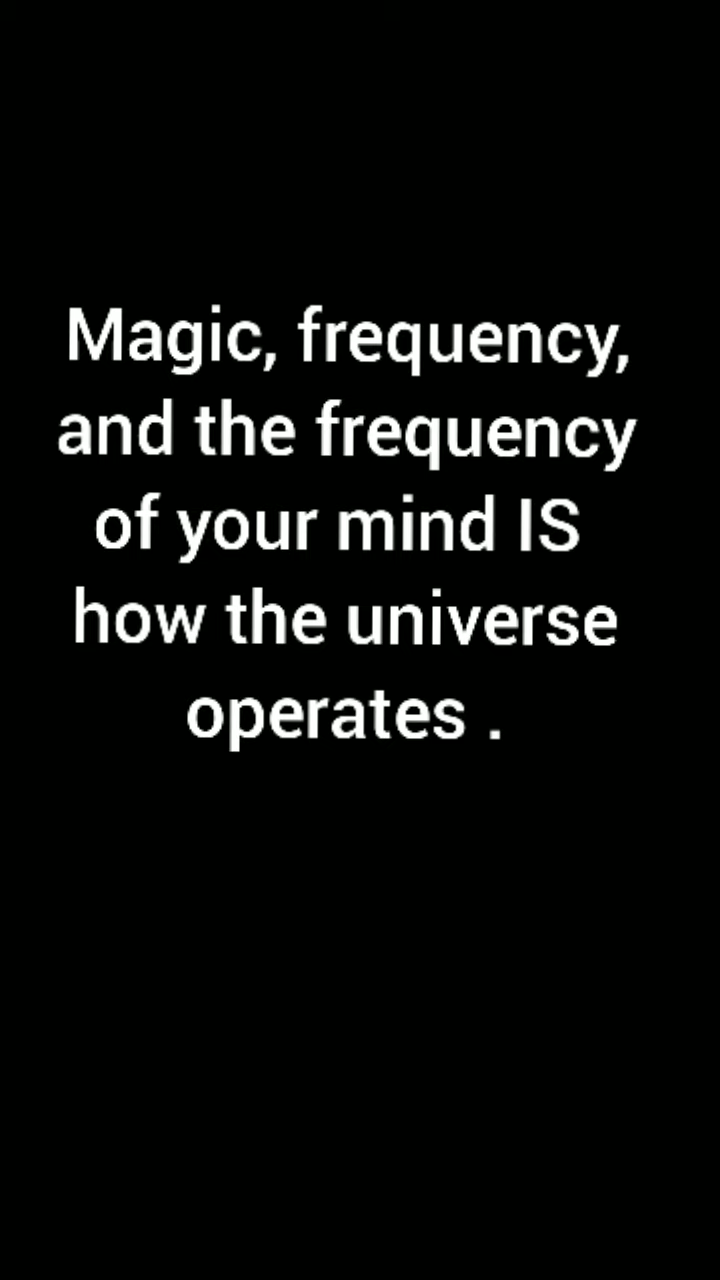 Magic, frequency,
and the frequency
of your mind IS
how the universe
operates .